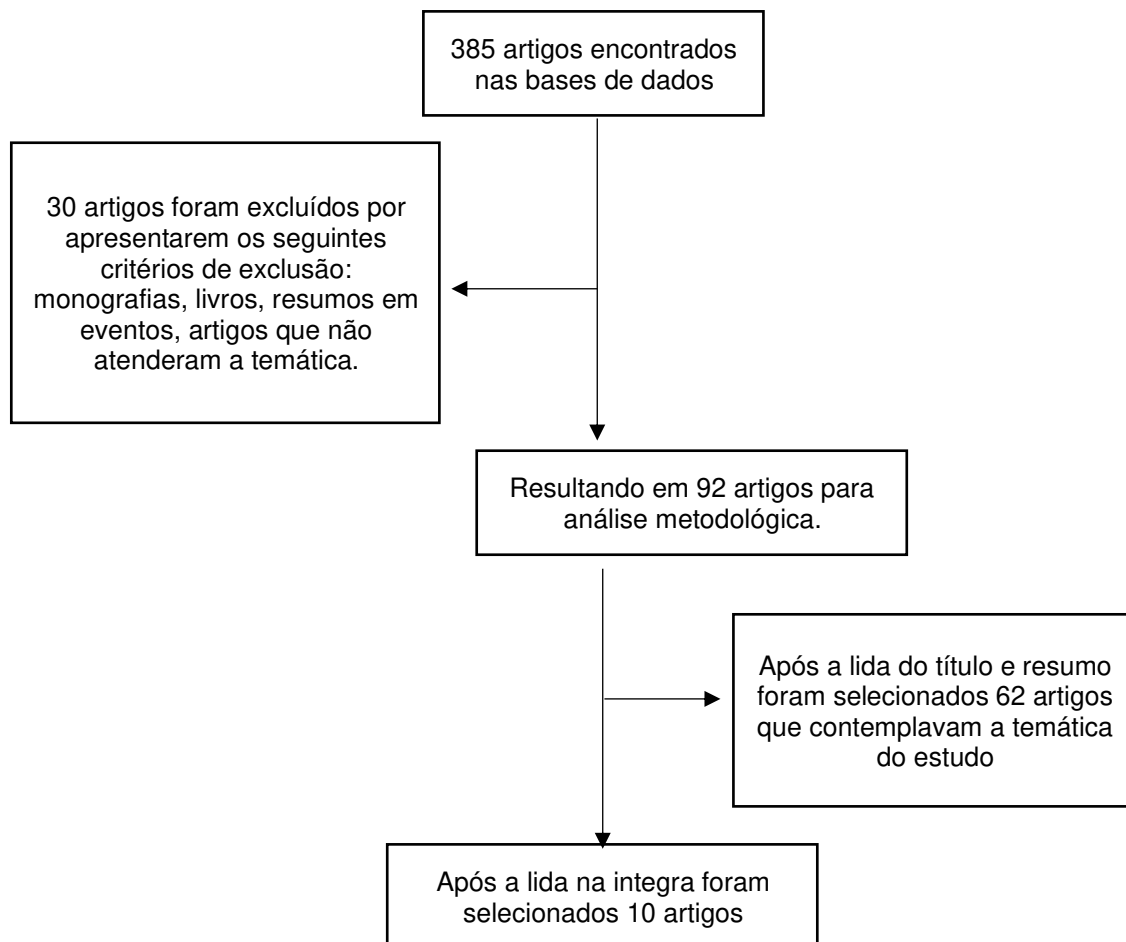 385 artigos encontrados
nas bases de dados
30 artigos foram excluídos por
apresentarem os seguintes
critérios de exclusão:
monografias, livros, resumos em
eventos, artigos que não
atenderam a temática.
Resultando em 92 artigos para
análise metodológica.
Após a lida do título e resumo
foram selecionados 62 artigos
que contemplavam a temática
do estudo
Após a lida na integra foram
selecionados 10 artigos